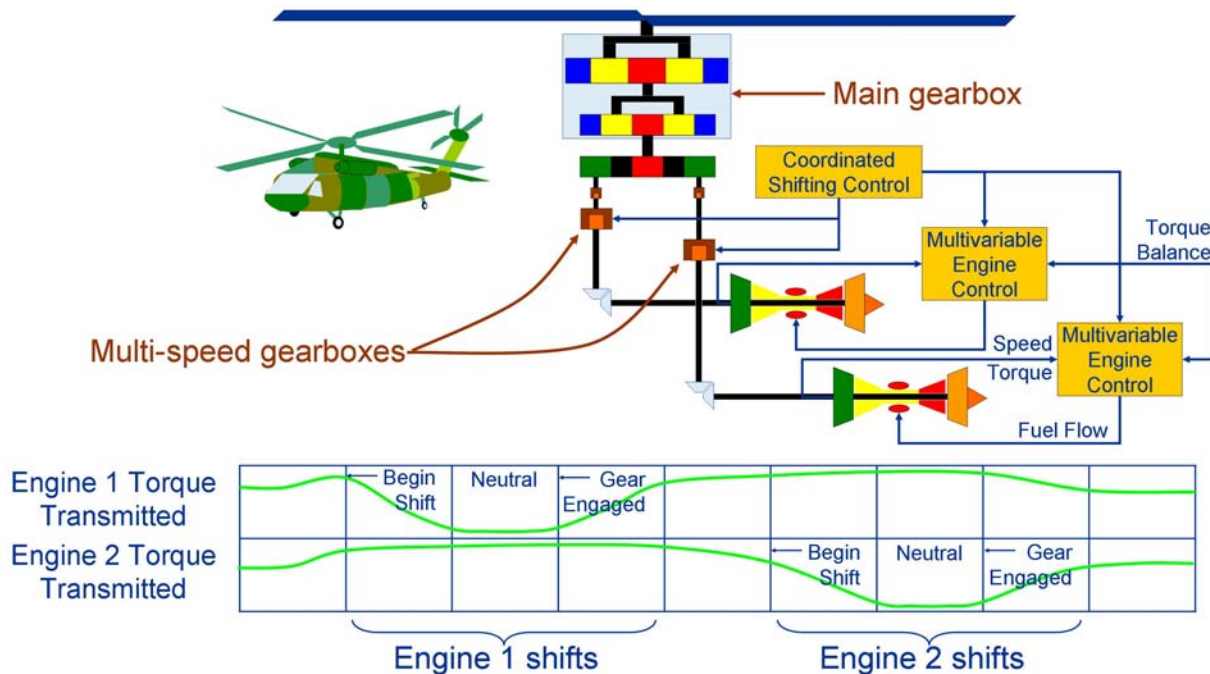 Main gearbox
Coordinated
Shifting Control
Multivariable
Engine
Control
Torque
Balance
Multi-speed gearboxes
Speed
Torque
Multivariable
Engine
Control
Fuel Flow
Engine 1 Torque
Transmitted
Begin
Shift
Neutral
Gear
Engaged
Engine 2 Torque
Transmitted
Begin
Shift
Neutral
Gear
Engaged
Engine 1 shifts
Engine 2 shifts